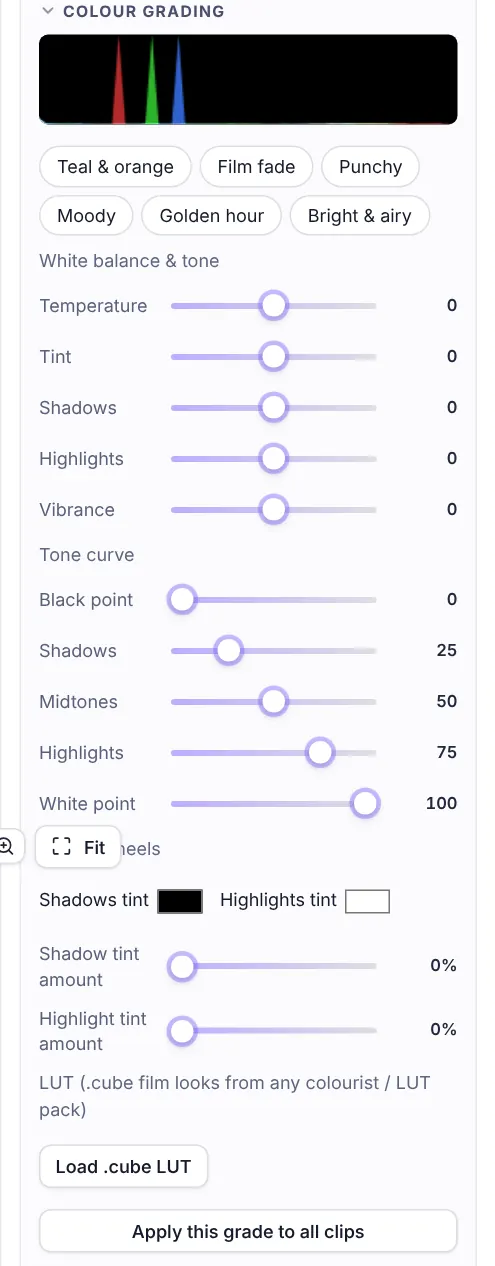 COLOUR GRADING
Teal & orange Film fade Punchy
Moody Golden hour Bright & airy
White balance & tone
Temperature 0
Tint 0
Shadows 0
Highlights 0
Vibrance 0
Tone curve
Black point 0
Shadows 25
Midtones 50
Highlights 75
White point 100
Fit
Shadows tint Highlights tint
Shadow tint
amount 0%
Highlight tint
amount 0%
LUT (.cube film looks from any colourist / LUT
pack)
Load .cube LUT
Apply this grade to all clips